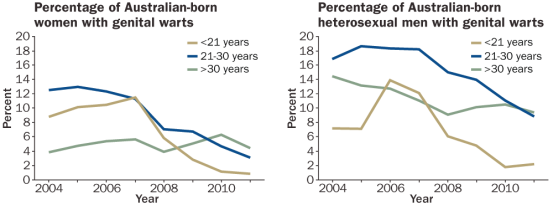 Percentage of Australian-born
women with genital warts
20
18
16
14
12
10
8
6
4
2
0
Percent
<21 years
21-30 years
>30 years
2004
2006
2008
2010
Year
Percentage of Australian-born
heterosexual men with genital warts
20
18
16
14
12
10
8
6
4
2
0
Percent
<21 years
21-30 years
>30 years
2004
2006
2008
2010
Year